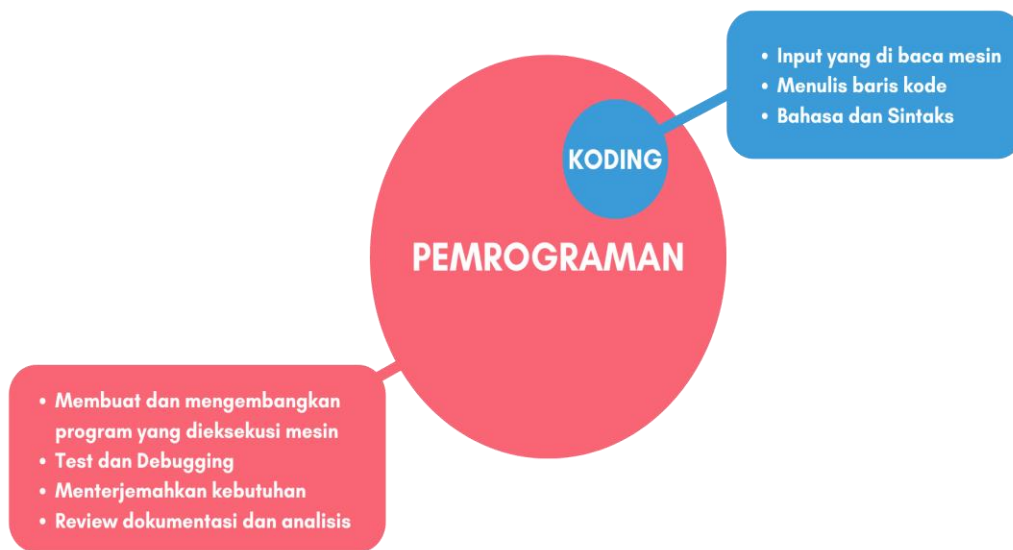 • Input yang di baca mesin
• Menulis baris kode
• Bahasa dan Sintaks
KODING
PEMROGRAMAN
• Membuat dan mengembangkan
program yang dieksekusi mesin
• Test dan Debugging
• Menterjemahkan kebutuhan
• Review dokumentasi dan analisis